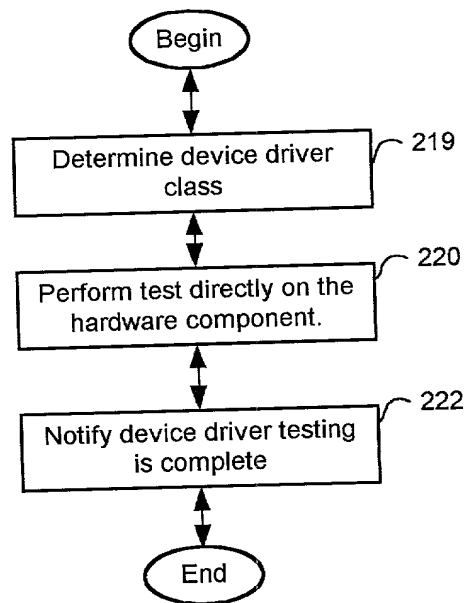 Begin
Determine device driver
class
219
Perform test directly on the
hardware component.
220
Notify device driver testing
is complete
222
End